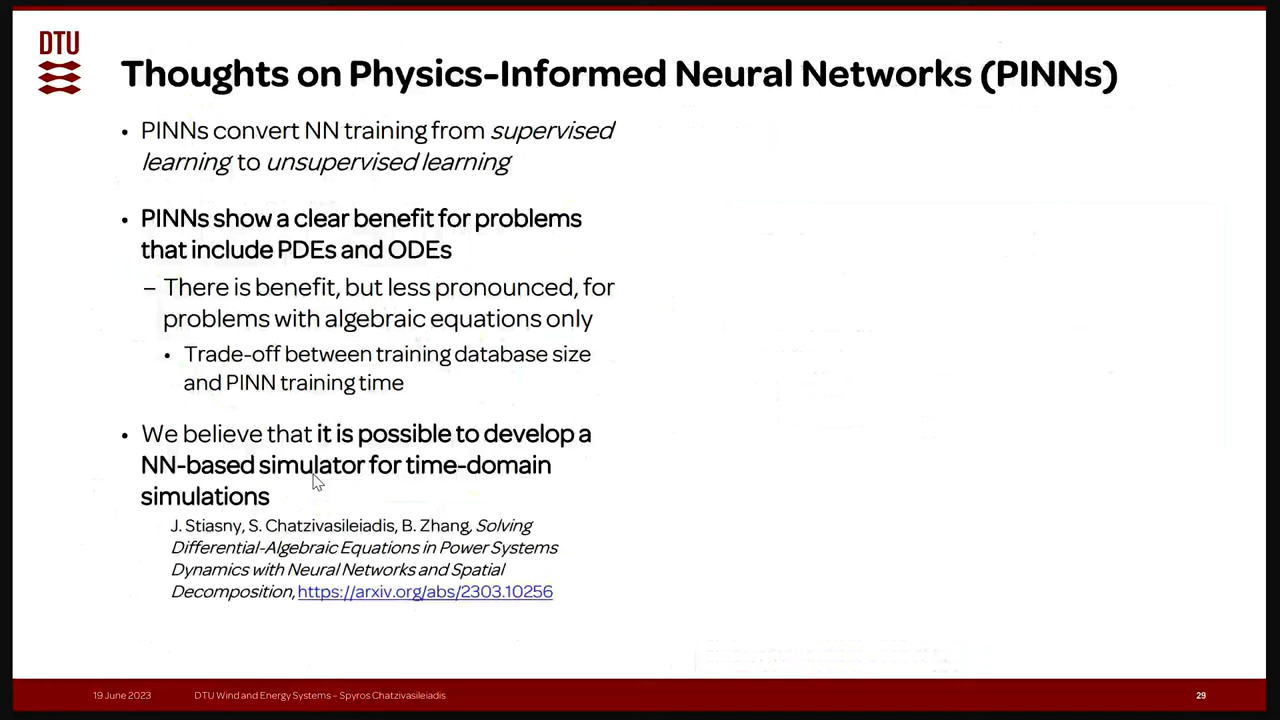 DTU
Thoughts on Physics-Informed Neural Networks (PINNs)
• PINNs convert NN training from supervised
learning to unsupervised learning
• PINNs show a clear benefit for problems
that include PDEs and ODEs
– There is benefit, but less pronounced, for
problems with algebraic equations only
• Trade-off between training database size
and PINN training time
• We believe that it is possible to develop a
NN-based simulator for time-domain
simulations
J. Stiasny, S. Chatzivasileiadis, B. Zhang, Solving
Differential-Algebraic Equations in Power Systems
Dynamics with Neural Networks and Spatial
Decomposition, https://arxiv.org/abs/2303.10256
19 June 2023 DTU Wind and Energy Systems – Spyros Chatzivasileiadis 29